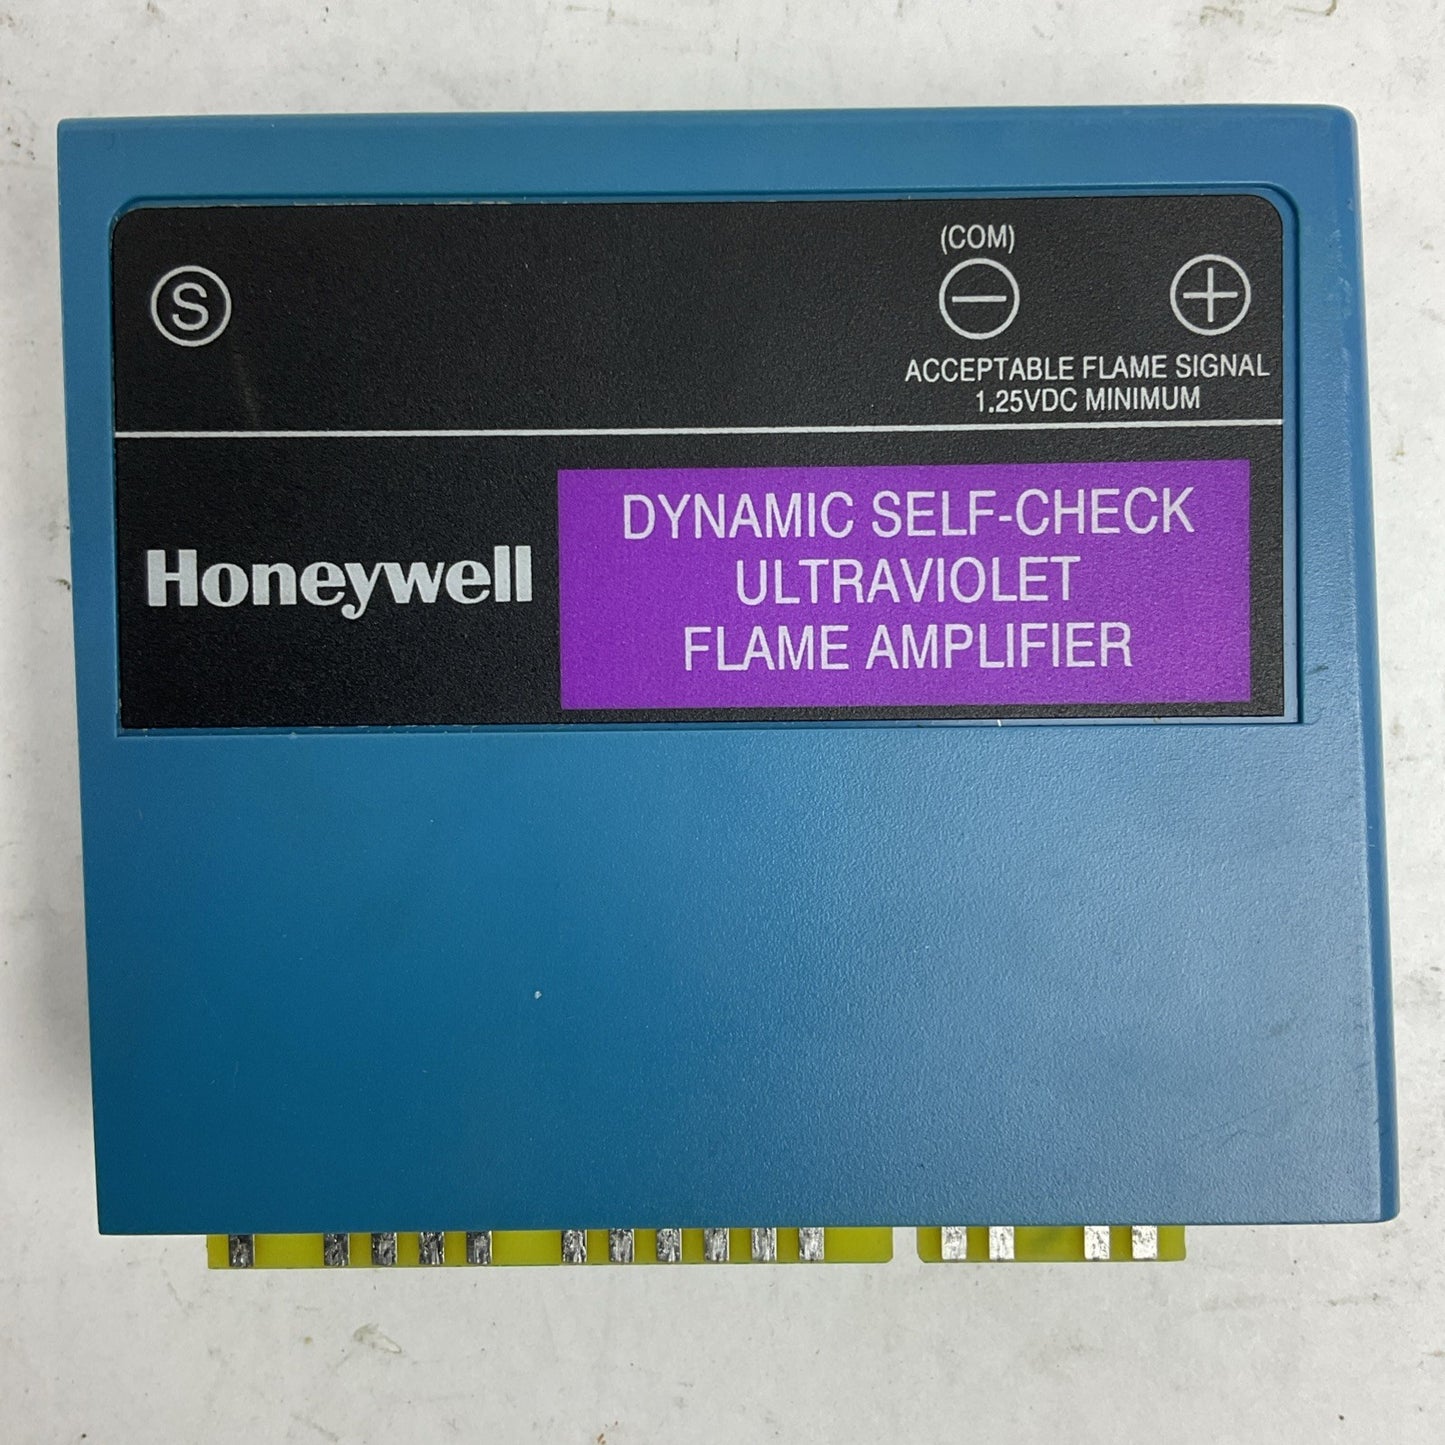 (COM)
S - +
ACCEPTABLE FLAME SIGNAL
1.25VDC MINIMUM
Honeywell
DYNAMIC SELF-CHECK
ULTRAVIOLET
FLAME AMPLIFIER